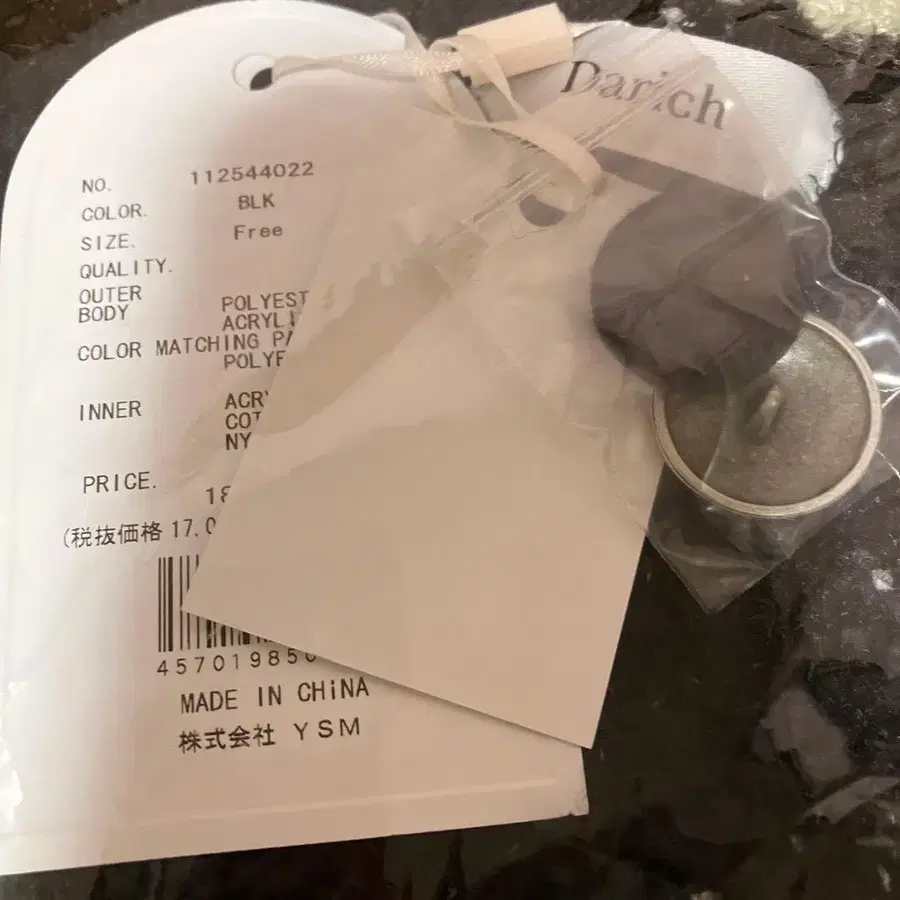 Darich
NO. 112544022
COLOR. BLK
SIZE. Free
QUALITY.
OUTER
BODY POLYEST
ACRYLI
COLOR MATCHING PA
POLYE
INNER ACRY
COT
NY
PRICE. 18
(税抜価格 17,0
457019850
MADE IN CHiNA
株式会社 YSM